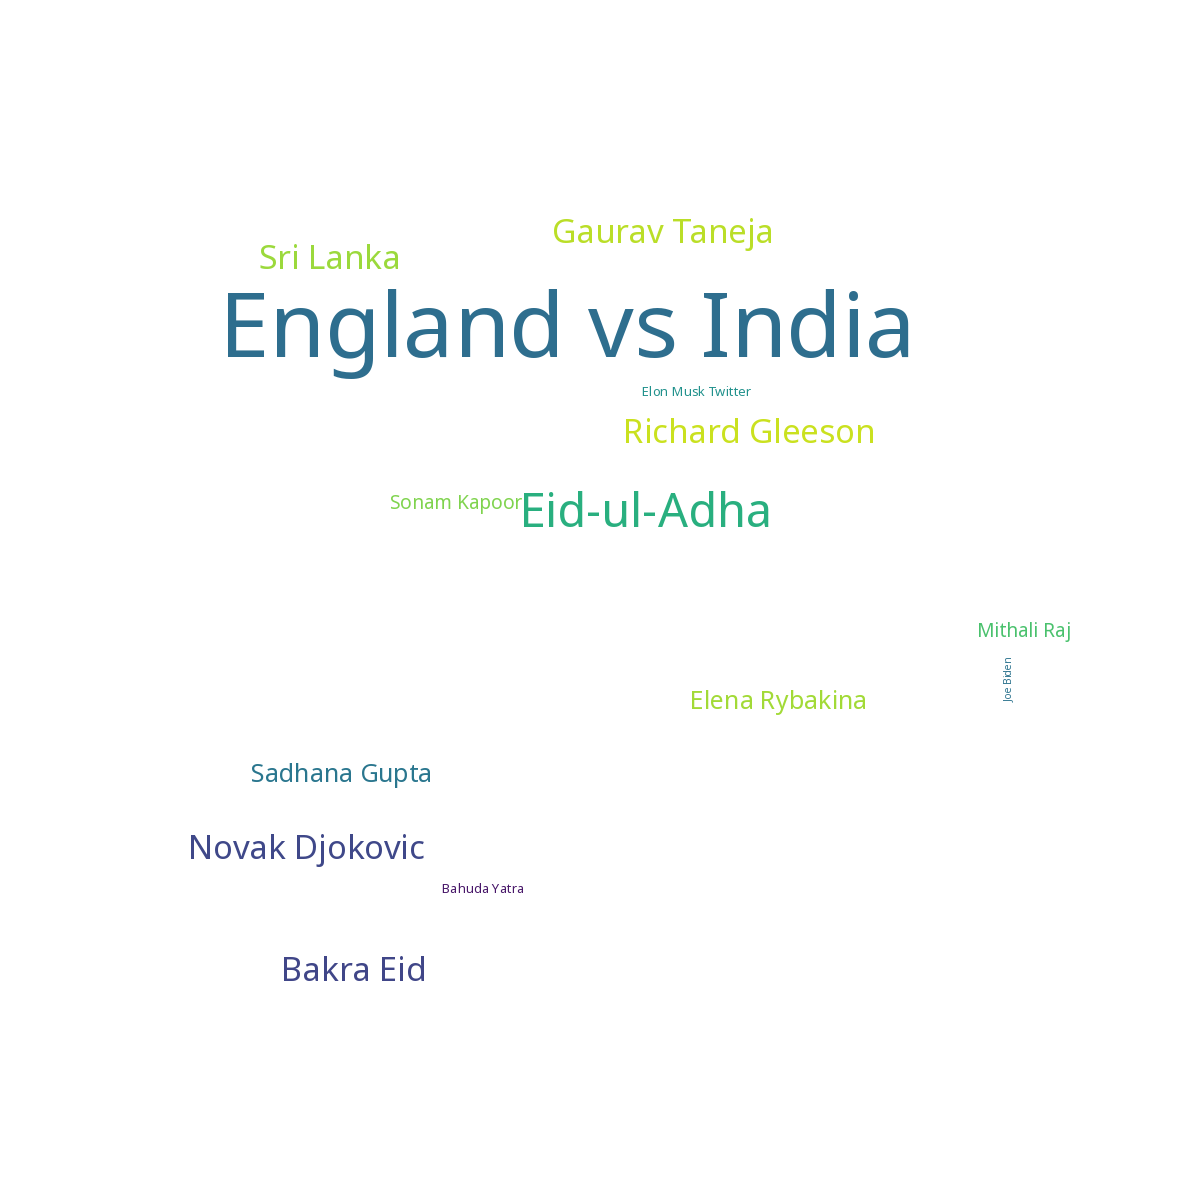 Gaurav Taneja
Sri Lanka
England vs India
Elon Musk Twitter
Richard Gleeson
Sonam Kapoor
Eid-ul-Adha
Mithali Raj
Joe Biden
Elena Rybakina
Sadhana Gupta
Novak Djokovic
Bahuda Yatra
Bakra Eid